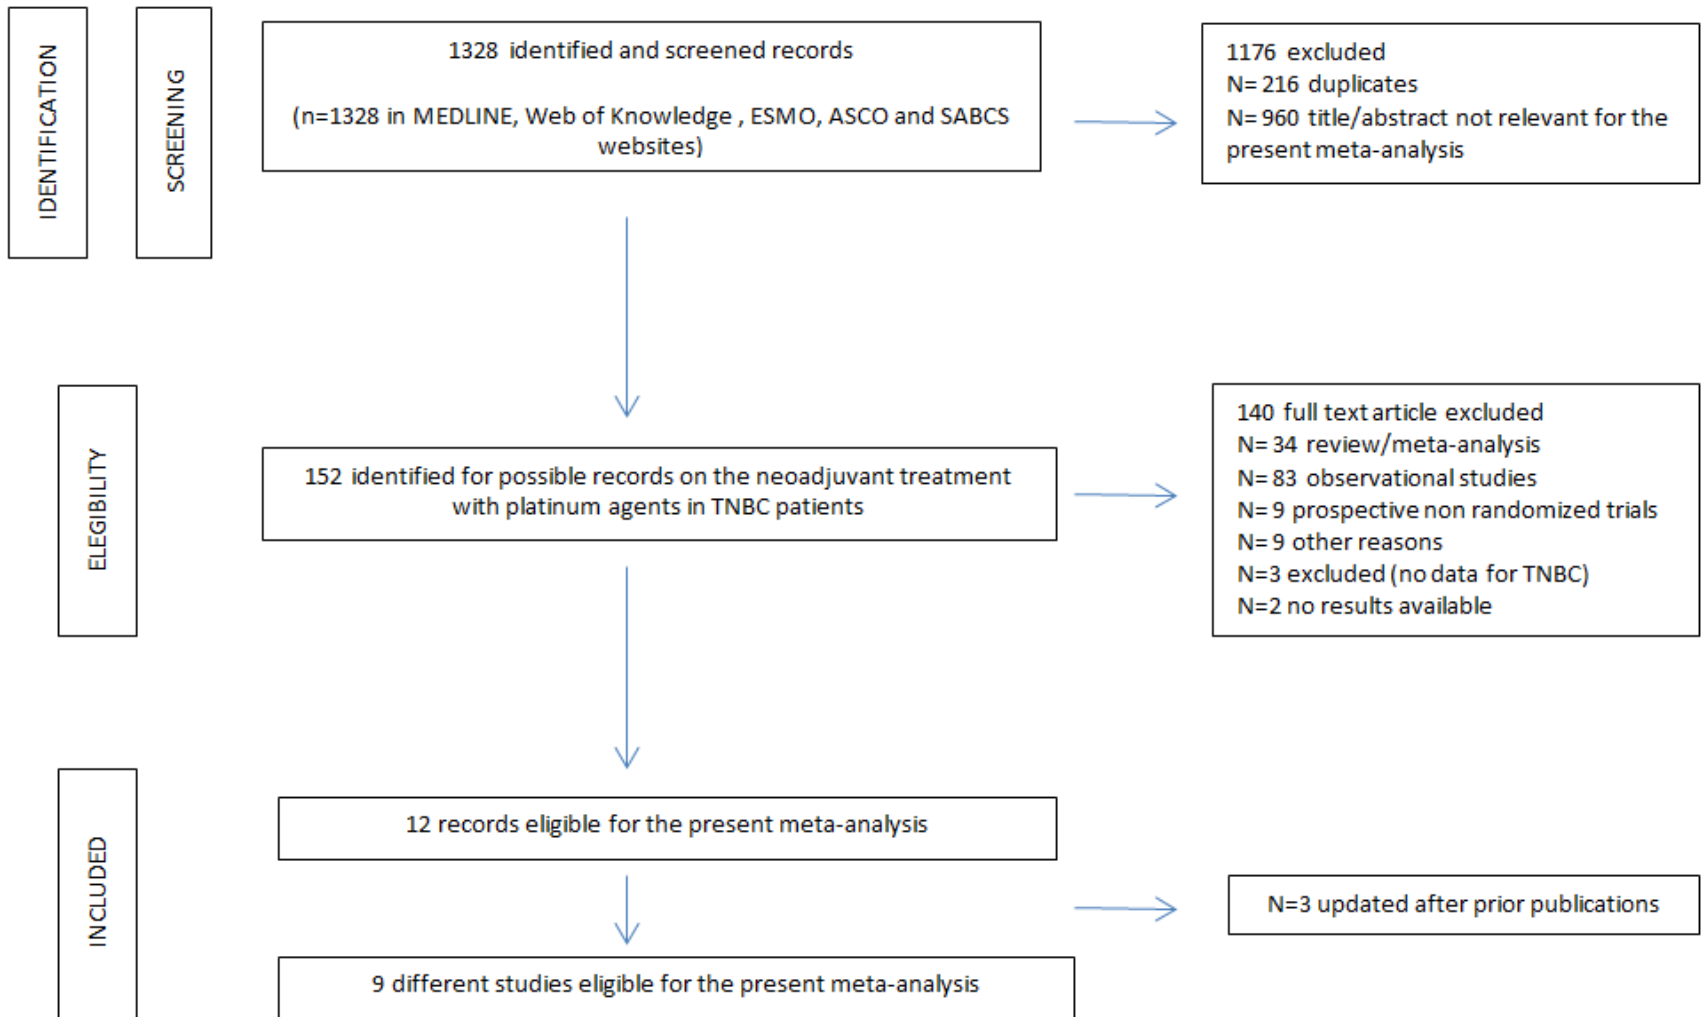 IDENTIFICATION
SCREENING
1328 identified and screened records
(n=1328 in MEDLINE, Web of Knowledge , ESMO, ASCO and SABCS
websites)
1176 excluded
N= 216 duplicates
N= 960 title/abstract not relevant for the
present meta-analysis
ELEGIBILITY
152 identified for possible records on the neoadjuvant treatment
with platinum agents in TNBC patients
140 full text article excluded
N= 34 review/meta-analysis
N= 83 observational studies
N= 9 prospective non randomized trials
N= 9 other reasons
N=3 excluded (no data for TNBC)
N=2 no results available
INCLUDED
12 records eligible for the present meta-analysis
N=3 updated after prior publications
9 different studies eligible for the present meta-analysis